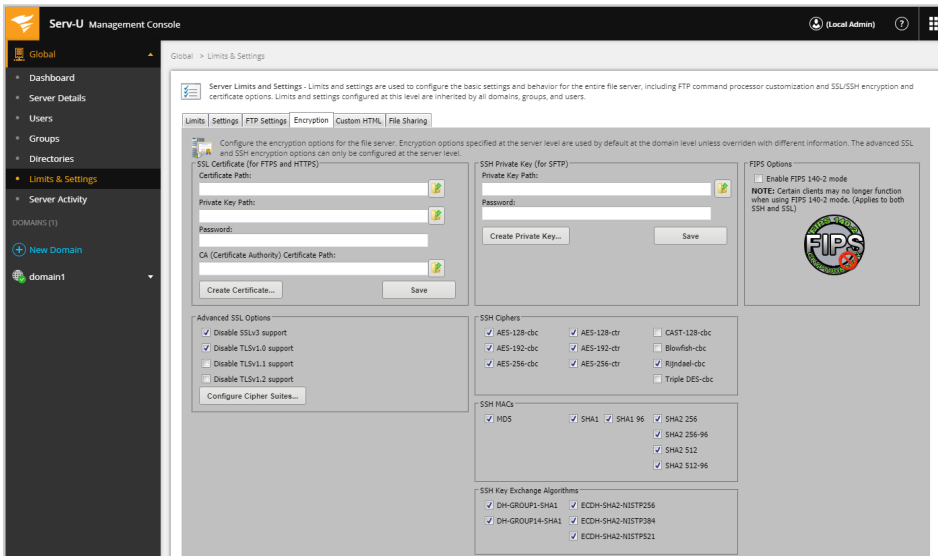 Serv-U Management Console
(Local Admin)
?
Global
Dashboard
Server Details
Users
Groups
Directories
Limits & Settings
Server Activity
DOMAINS (1)
New Domain
domain1
Global > Limits & Settings
Server Limits and Settings - Limits and settings are used to configure the basic settings and behavior for the entire file server, including FTP command
processor customization and SSL/SSH encryption and
certificate options. Limits and settings configured at this level are inherited by all domains, groups, and users.
Limits Settings FTP Settings Encryption Custom HTML File Sharing
Configure the encryption options for the file server. Encryption options specified at the server level are used by default at the domain level unless overriden with different information. The advanced SSL
and SSH encryption options can only be configured at the server level.
SSL Certificate (for FTPS and HTTPS)
Certificate Path:
Private Key Path:
Password:
CA (Certificate Authority) Certificate Path:
Create Certificate...
Save
SSH Private Key (for SFTP)
Private Key Path:
Password:
Create Private Key...
Save
FIPS Options
Enable FIPS 140-2 mode
NOTE: Certain clients may no longer function
when using FIPS 140-2 mode. (Applies to both
SSH and SSL)
FIPS
Advanced SSL Options
Disable SSLv3 support
Disable TLSv1.0 support
Disable TLSv1.1 support
Disable TLSv1.2 support
Configure Cipher Suites...
SSH Ciphers
AES-128-cbc AES-128-ctr CAST-128-cbc
AES-192-cbc AES-192-ctr Blowfish-cbc
AES-256-cbc AES-256-ctr Rijndael-cbc
Triple DES-cbc
SSH MACs
MD5 SHA1 SHA1 96 SHA2 256
SHA2 256-96
SHA2 512
SHA2 512-96
SSH Key Exchange Algorithms
DH-GROUP1-SHA1 ECDH-SHA2-NISTP256
DH-GROUP14-SHA1 ECDH-SHA2-NISTP384
ECDH-SHA2-NISTP521